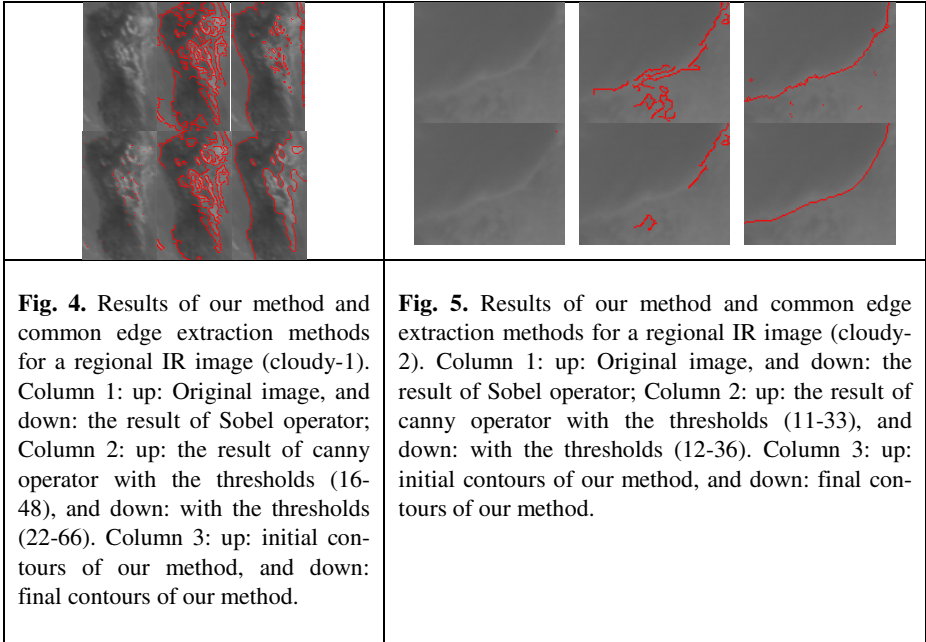 Fig. 4. Results of our method and
common edge extraction methods
for a regional IR image (cloudy-1).
Column 1: up: Original image, and
down: the result of Sobel operator;
Column 2: up: the result of canny
operator with the thresholds (16-
48), and down: with the thresholds
(22-66). Column 3: up: initial con-
tours of our method, and down:
final contours of our method.
Fig. 5. Results of our method and common edge
extraction methods for a regional IR image (cloudy-
2). Column 1: up: Original image, and down: the
result of Sobel operator; Column 2: up: the result of
canny operator with the thresholds (11-33), and
down: with the thresholds (12-36). Column 3: up:
initial contours of our method, and down: final con-
tours of our method.